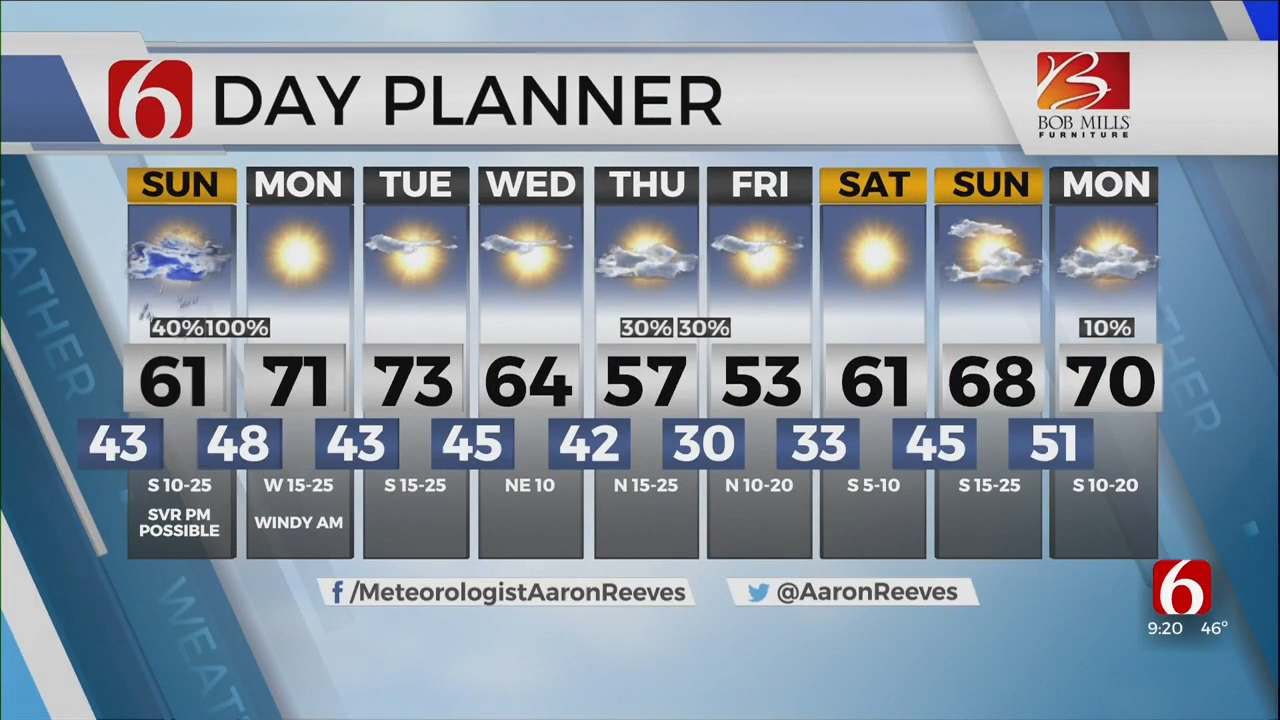 6 DAY PLANNER
BOB MILLS
FURNITURE
SUN MON TUE WED THU FRI SAT SUN MON
40% 100% 30% 30% 10%
61 71 73 64 57 53 61 68 70
43 48 43 45 42 30 33 45 51
S 10-25 W 15-25 S 15-25 NE 10 N 15-25 N 10-20 S 5-10 S 15-25 S 10-20
SVR PM
POSSIBLE
WINDY AM
f /MeteorologistAaronReeves @AaronReeves
6
9:20 46°
WEATHER
WEATHER
WEAT